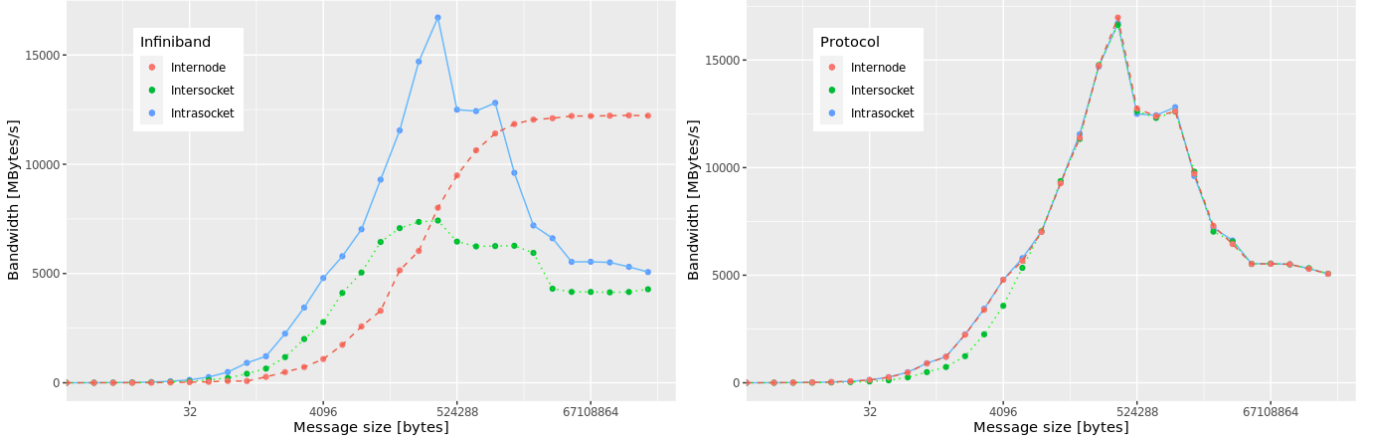 Infiniband
Internode
Intersocket
Intrasocket
15000
10000
5000
0
32
4096
524288
67108864
Bandwidth [MBytes/s]
Message size [bytes]
Protocol
Internode
Intersocket
Intrasocket
15000
10000
5000
0
32
4096
524288
67108864
Bandwidth [MBytes/s]
Message size [bytes]